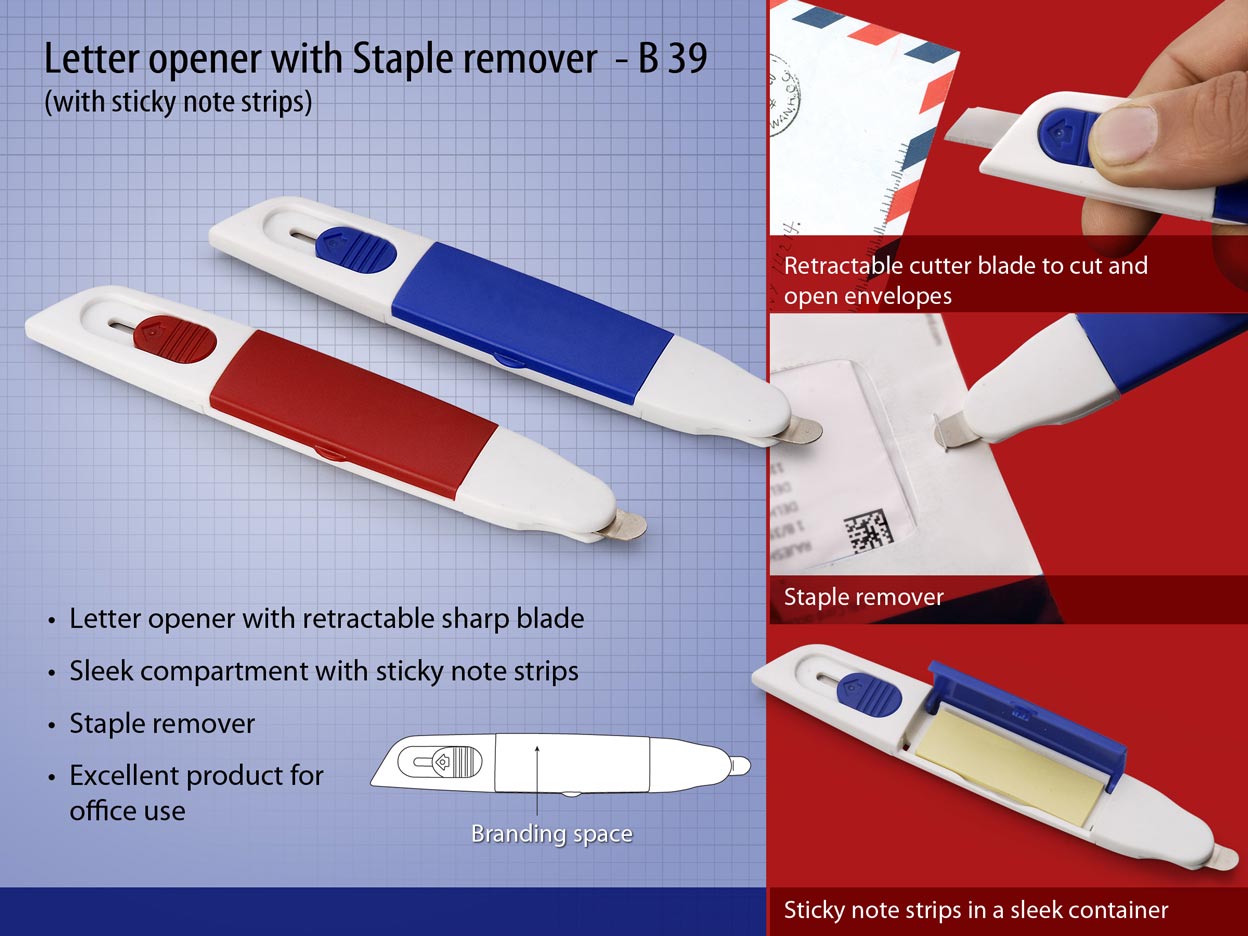 Letter opener with Staple remover - B 39
(with sticky note strips)
• Letter opener with retractable sharp blade
• Sleek compartment with sticky note strips
• Staple remover
• Excellent product for
office use
Branding space
Retractable cutter blade to cut and
open envelopes
Staple remover
Sticky note strips in a sleek container